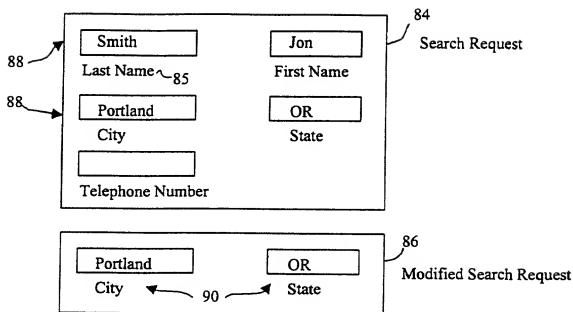 Smith Jon 84
Search Request
88 Last Name 85 First Name
88 Portland OR
City State
Telephone Number
86
Portland OR Modified Search Request
City 90 State